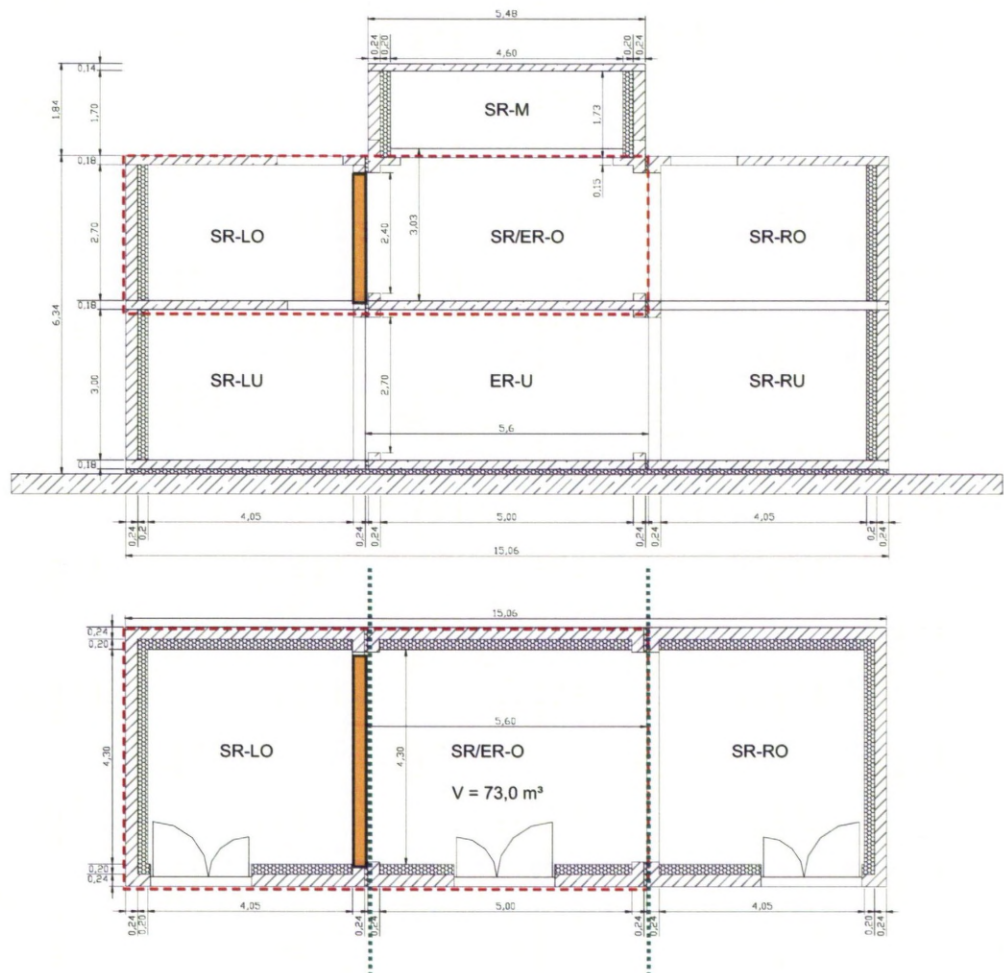 5,48
0,24 0,20 4,60 0,20 0,24
0,14
1,84
1,70
SR-M
1,73
0,18
0,15
2,70
SR-LO
2,40
3,03
SR/ER-O
SR-RO
6,34
0,18
3,00
SR-LU
2,70
ER-U
SR-RU
5,6
0,18
0,24 0,2 4,05 0,24 0,24 5,00 0,24 0,24 4,05 0,2 0,24
15,06
15,06
0,24
0,20
5,60
4,30
SR-LO
4,30
SR/ER-O
SR-RO
V = 73,0 m³
0,20
0,24
0,24 0,20 4,05 0,24 0,24 5,00 0,24 0,24 4,05 0,20 0,24